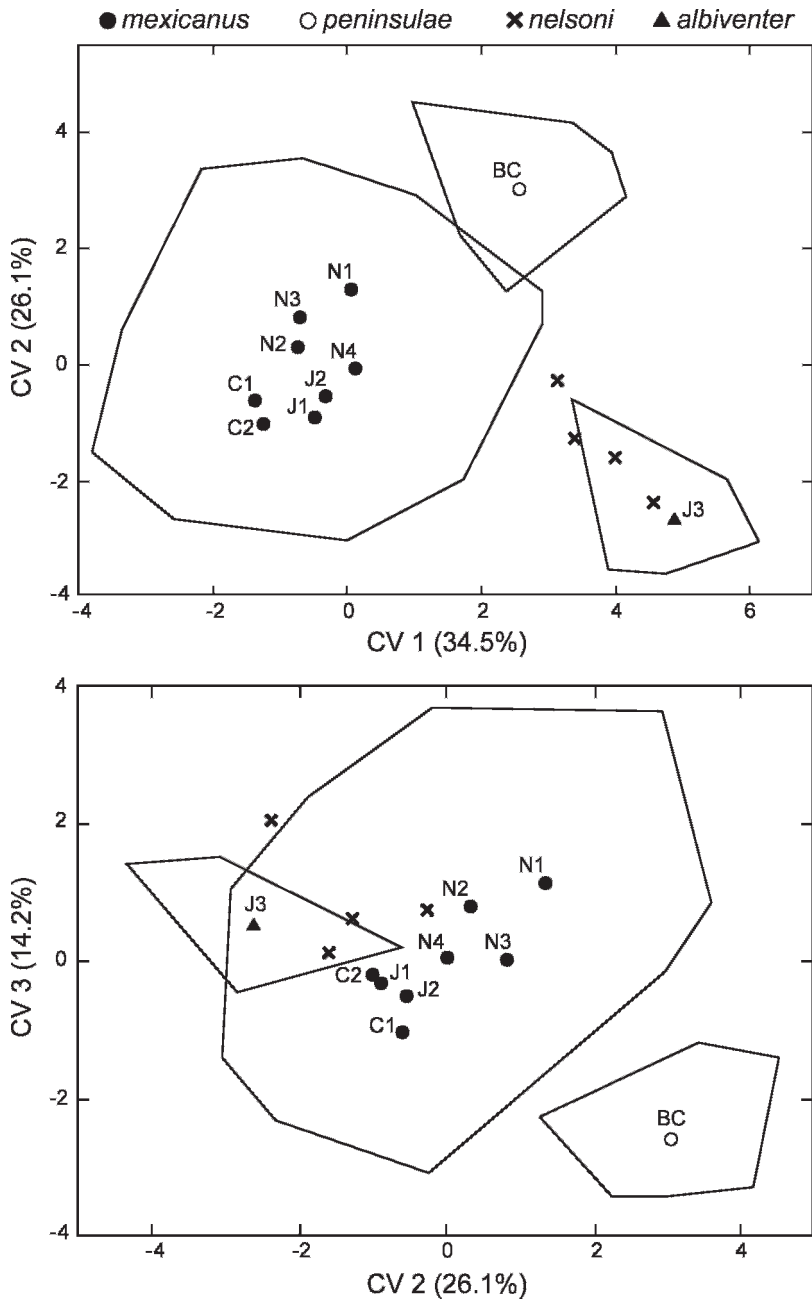 ● mexicanus ○ peninsulae × nelsoni ▲ albiventer
4
BC
2
N1
N3
N2
N4
0
C1
J2
J1
C2
-2
J3
-4
-4 -2 0 2 4 6
CV 2 (26.1%)
CV 1 (34.5%)
4
2
N1
N2
J3
N4
N3
0
C2
J1
J2
C1
-2
BC
-4
-4 -2 0 2 4
CV 3 (14.2%)
CV 2 (26.1%)